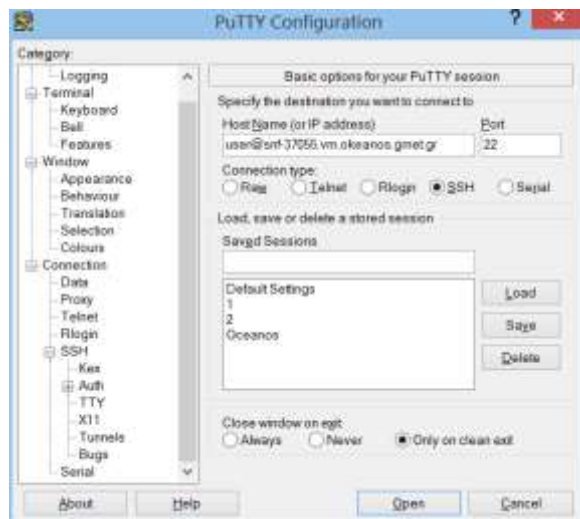 PuTTY Configuration
?
Category:
Logging
Terminal
Keyboard
Bell
Features
Window
Appearance
Behaviour
Translation
Selection
Colours
Connection
Data
Proxy
Telnet
Rlogin
SSH
Kex
Auth
TTY
X11
Tunnels
Bugs
Serial
Basic options for your PuTTY session
Specify the destination you want to connect to
Host Name (or IP address) Port
user@snf-37056.vm.okeanos.grnet.gr 22
Connection type:
Raw Telnet Rlogin SSH Serial
Load, save or delete a stored session
Saved Sessions
Default Settings
1
2
Oceanos
Load
Save
Delete
Close window on exit:
Always Never Only on clean exit
About Help Open Cancel